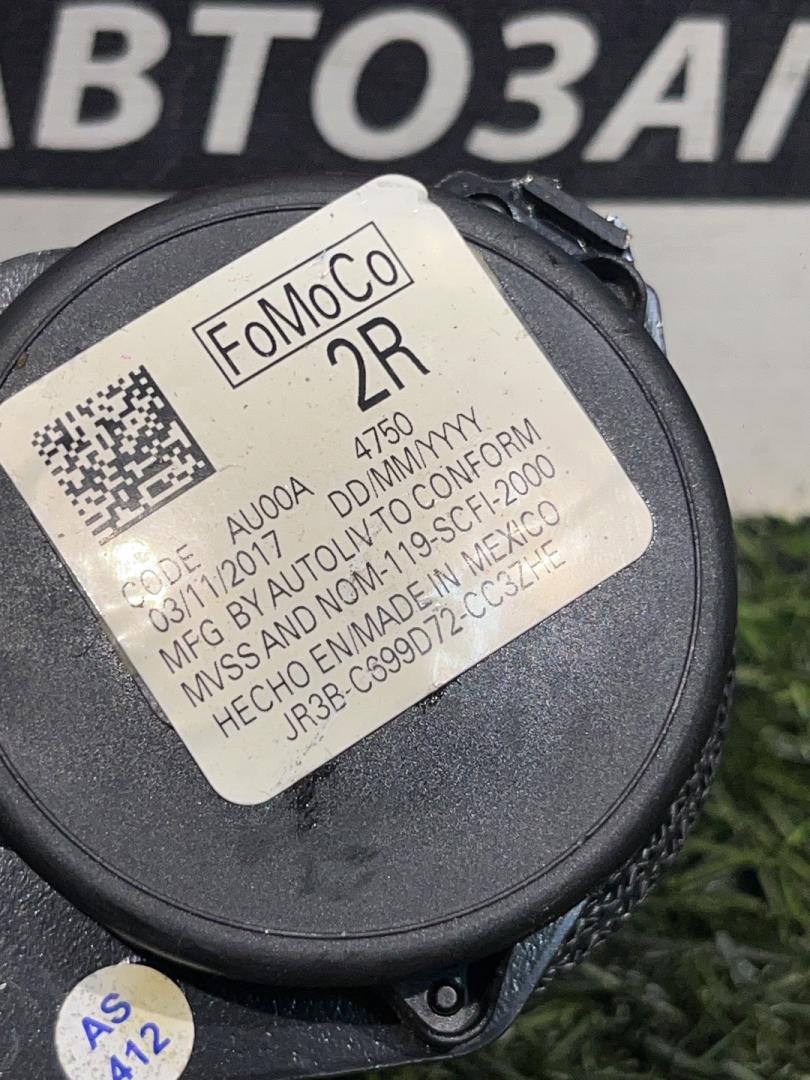 АВТОЗАП
FoMoCo
2R
CODE AU00A 4750
03/11/2017 DD/MM/YYYY
MFG BY AUTOLIV TO CONFORM
MVSS AND NOM-119-SCFI-2000
HECHO EN/MADE IN MEXICO
JR3B-C699D72-CC3ZHE
AS
412